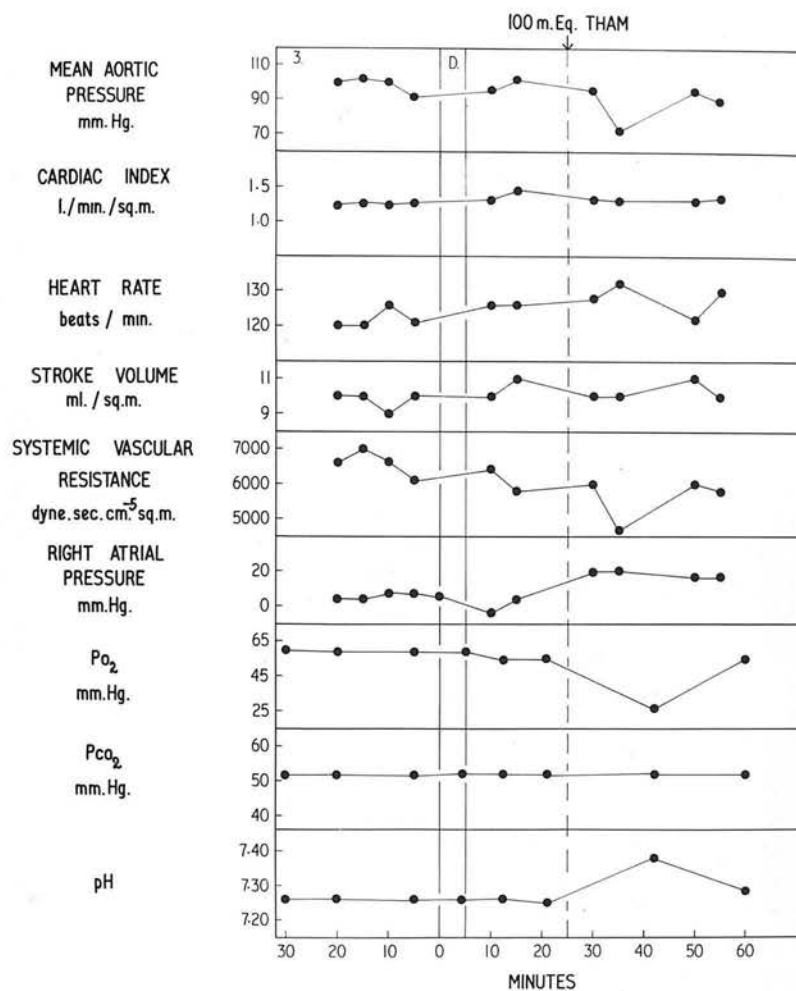 100 m.Eq. THAM
3.
D.
MEAN AORTIC
PRESSURE
mm.Hg.
110
90
70
CARDIAC INDEX
l./min./sq.m.
1.5
1.0
HEART RATE
beats / min.
130
120
STROKE VOLUME
ml. / sq.m.
11
9
SYSTEMIC VASCULAR
RESISTANCE
dyne.sec.cm.⁻⁵sq.m.
7000
6000
5000
RIGHT ATRIAL
PRESSURE
mm.Hg.
20
0
Po₂
mm.Hg.
65
45
25
Pco₂
mm.Hg.
60
50
40
pH
7.40
7.30
7.20
30 20 10 0 10 20 30 40 50 60
MINUTES